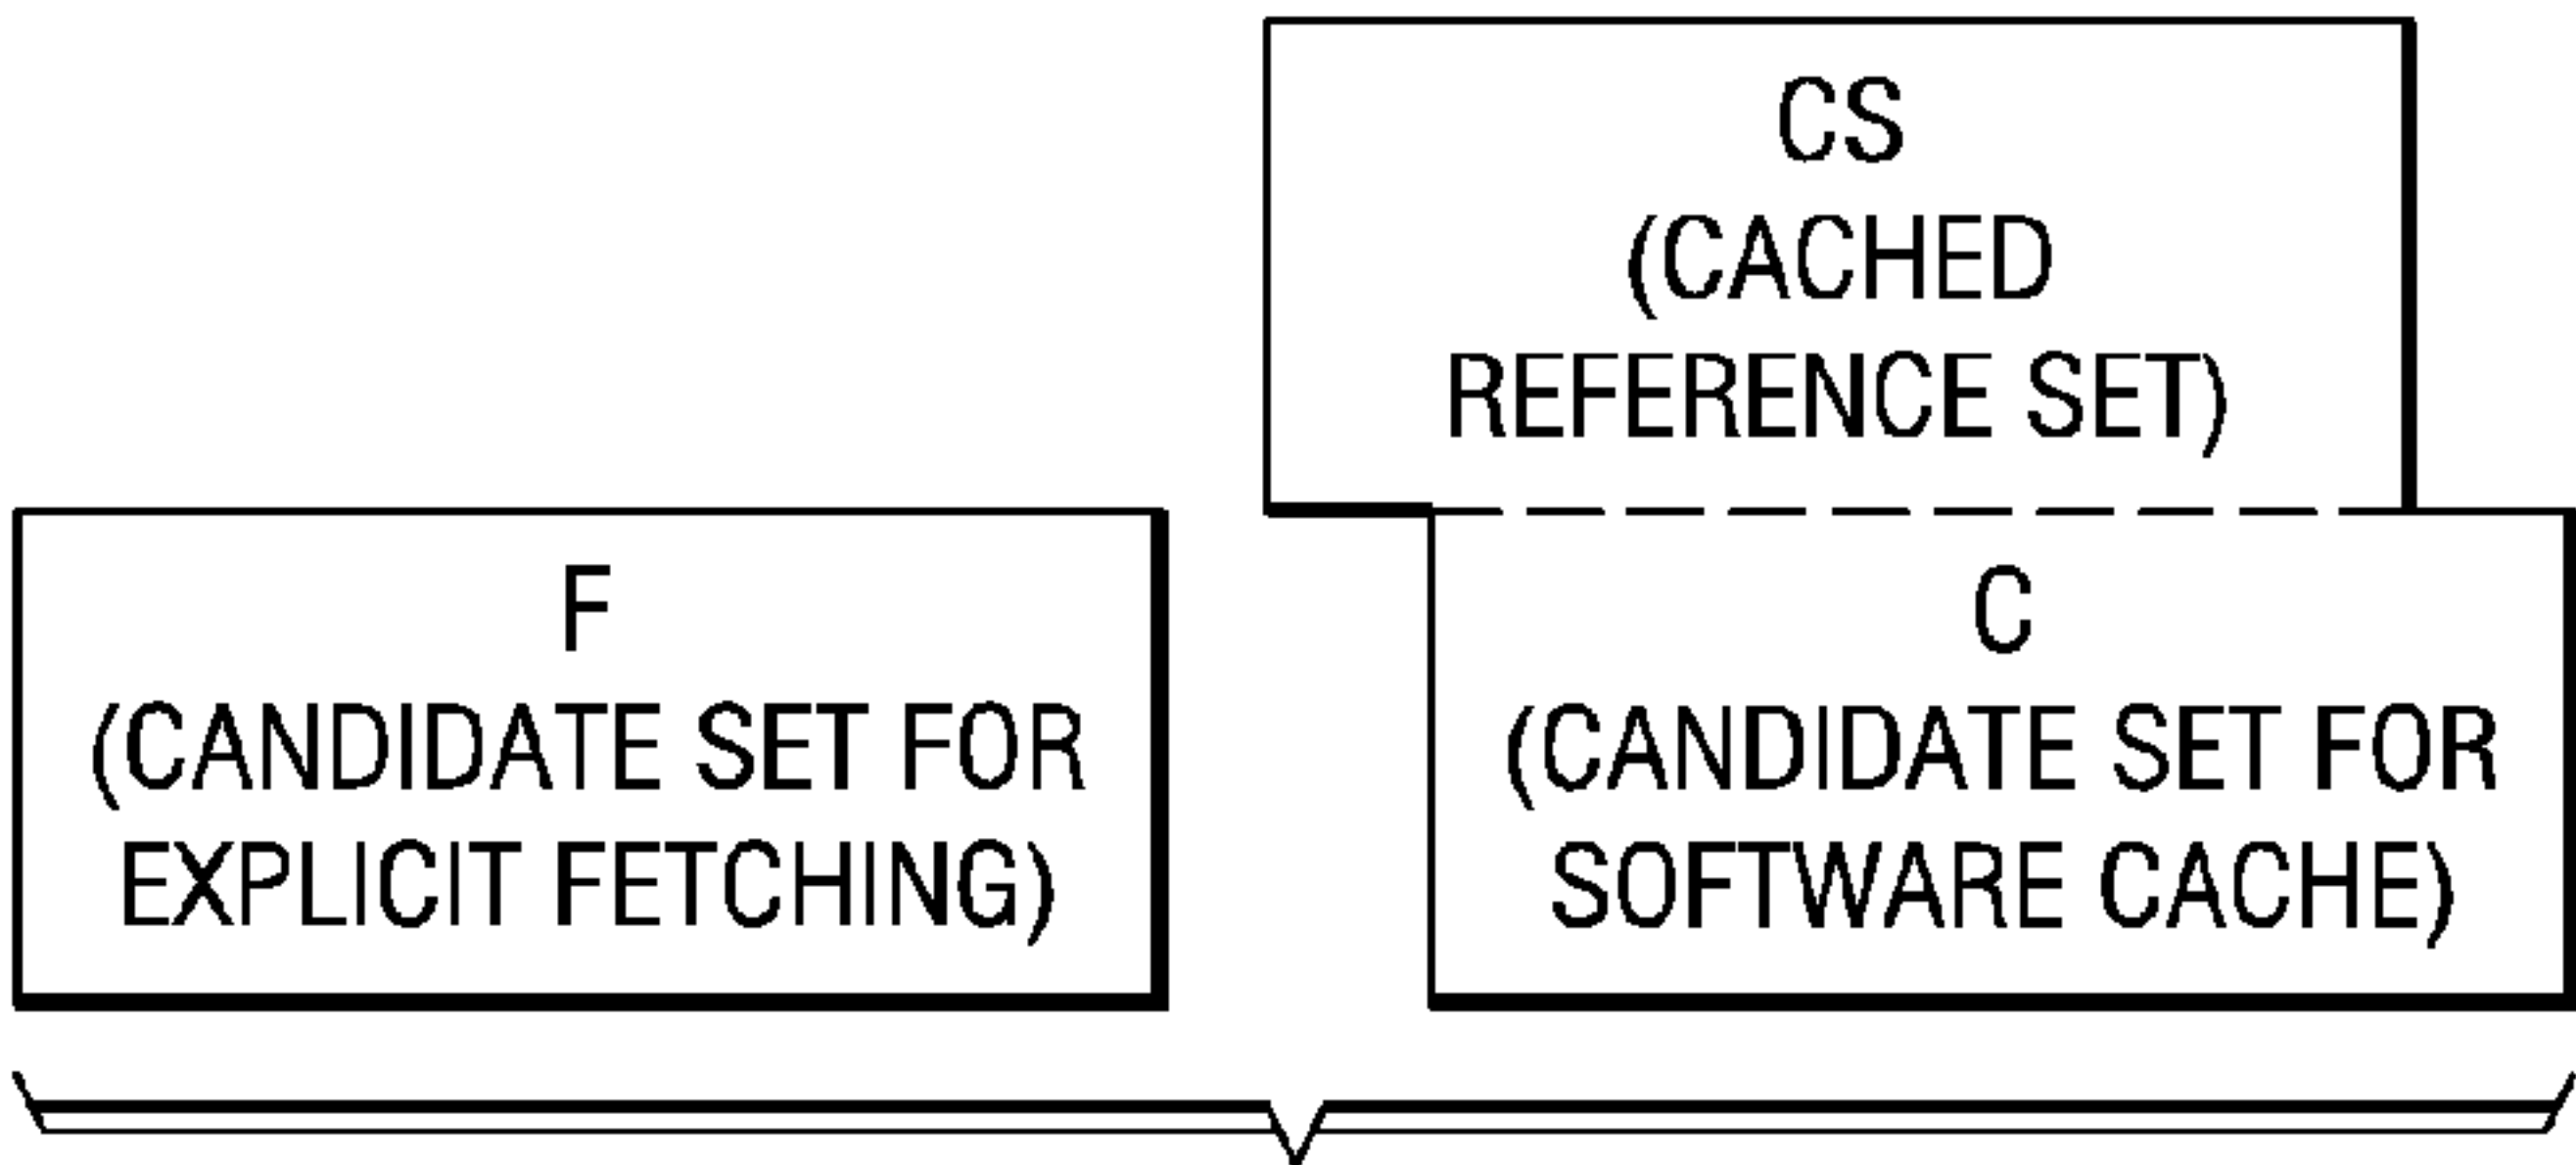 CS
(CACHED
REFERENCE SET)
F
(CANDIDATE SET FOR
EXPLICIT FETCHING)
C
(CANDIDATE SET FOR
SOFTWARE CACHE)